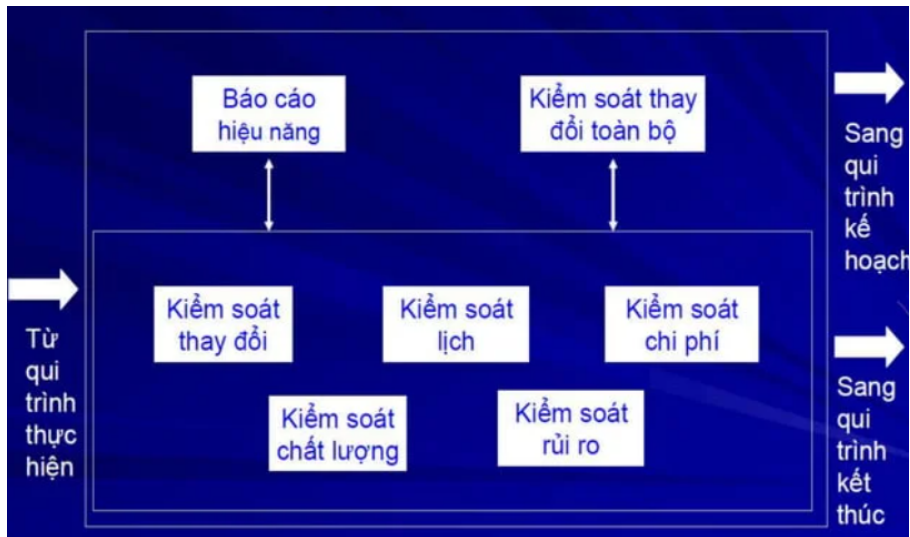 Báo cáo
hiệu năng
Kiểm soát thay
đổi toàn bộ
Sang
qui
trình
kế
hoạch
Từ
qui
trình
thực
hiện
Kiểm soát
thay đổi
Kiểm soát
lịch
Kiểm soát
chi phí
Kiểm soát
chất lượng
Kiểm soát
rủi ro
Sang
qui
trình
kết
thúc